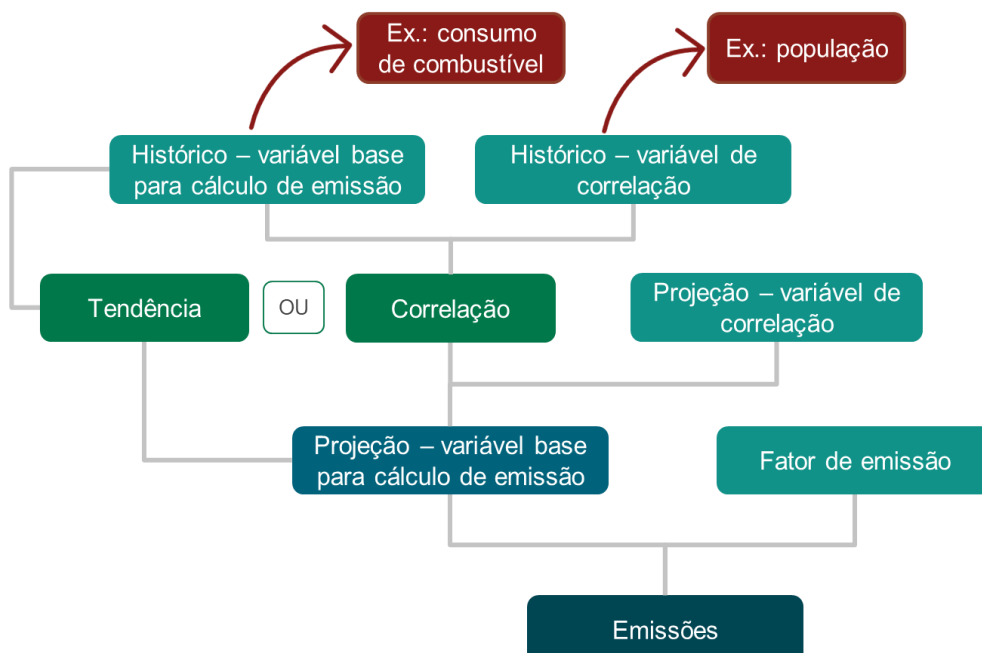 Ex.: consumo
de combustível
Ex.: população
Histórico – variável base
para cálculo de emissão
Histórico – variável de
correlação
Tendência
OU
Correlação
Projeção – variável de
correlação
Projeção – variável base
para cálculo de emissão
Fator de emissão
Emissões